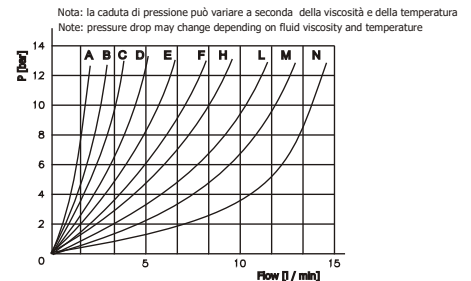 Nota: la caduta di pressione può variare a seconda della viscosità e della temperatura
Note: pressure drop may change depending on fluid viscosity and temperature
P [bar]
14
12
10
8
6
4
2
0
A B C D E F H L M N
5 10 15
Flow [l / min]